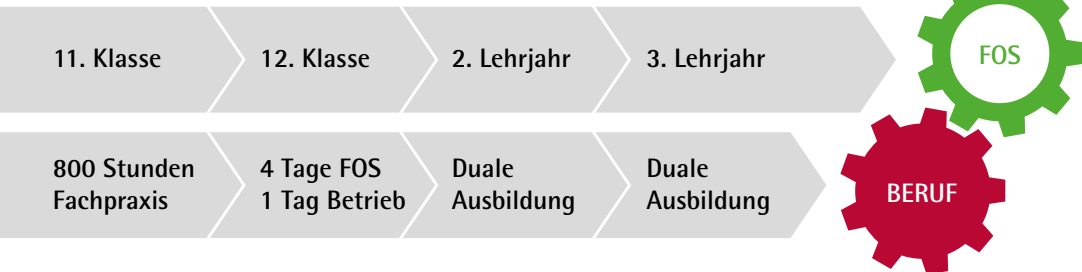 11. Klasse
12. Klasse
2. Lehrjahr
3. Lehrjahr
FOS
800 Stunden
Fachpraxis
4 Tage FOS
1 Tag Betrieb
Duale
Ausbildung
Duale
Ausbildung
BERUF